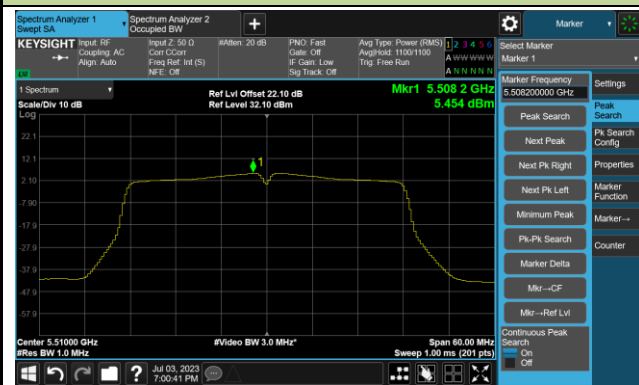 Spectrum Analyzer 1
Swept SA
Spectrum Analyzer 2
Occupied BW
+
Marker
KEYSIGHT
Input: RF
Coupling: AC
Align: Auto
Input Z: 50 Ω
Corr CCorr
Freq Ref: Int (S)
NFE: Off
#Atten: 20 dB
PNO: Fast
Gate: Off
IF Gain: Low
Sig Track: Off
Avg Type: Power (RMS)
Avg|Hold: 1100/1100
Trig: Free Run
1 2 3 4 5 6
A W W W W W
A N N N N N
Select Marker
Marker 1
1 Spectrum
Scale/Div 10 dB
Log
Ref Lvl Offset 22.10 dB
Ref Level 32.10 dBm
Mkr1 5.508 2 GHz
5.454 dBm
22.1
12.1
2.10
-7.90
-17.9
-27.9
-37.9
-47.9
-57.9
1
Center 5.51000 GHz
#Res BW 1.0 MHz
#Video BW 3.0 MHz*
Span 60.00 MHz
Sweep 1.00 ms (201 pts)
Marker Frequency
5.508200000 GHz
Peak Search
Next Peak
Next Pk Right
Next Pk Left
Minimum Peak
Pk-Pk Search
Marker Delta
Mkr→CF
Mkr→Ref Lvl
Continuous Peak
Search
On
Off
Settings
Peak
Search
Pk Search
Config
Properties
Marker
Function
Marker→
Counter
?
Jul 03, 2023
7:00:41 PM